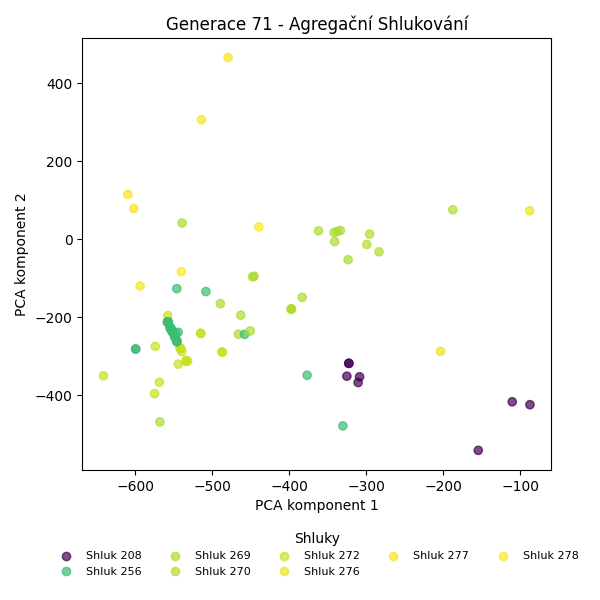 Generace 71 - Agregační Shlukování
400
200
0
−200
−400
PCA komponent 2
−600
−500
−400
−300
−200
−100
PCA komponent 1
Shluky
Shluk 208
Shluk 269
Shluk 272
Shluk 277
Shluk 278
Shluk 256
Shluk 270
Shluk 276